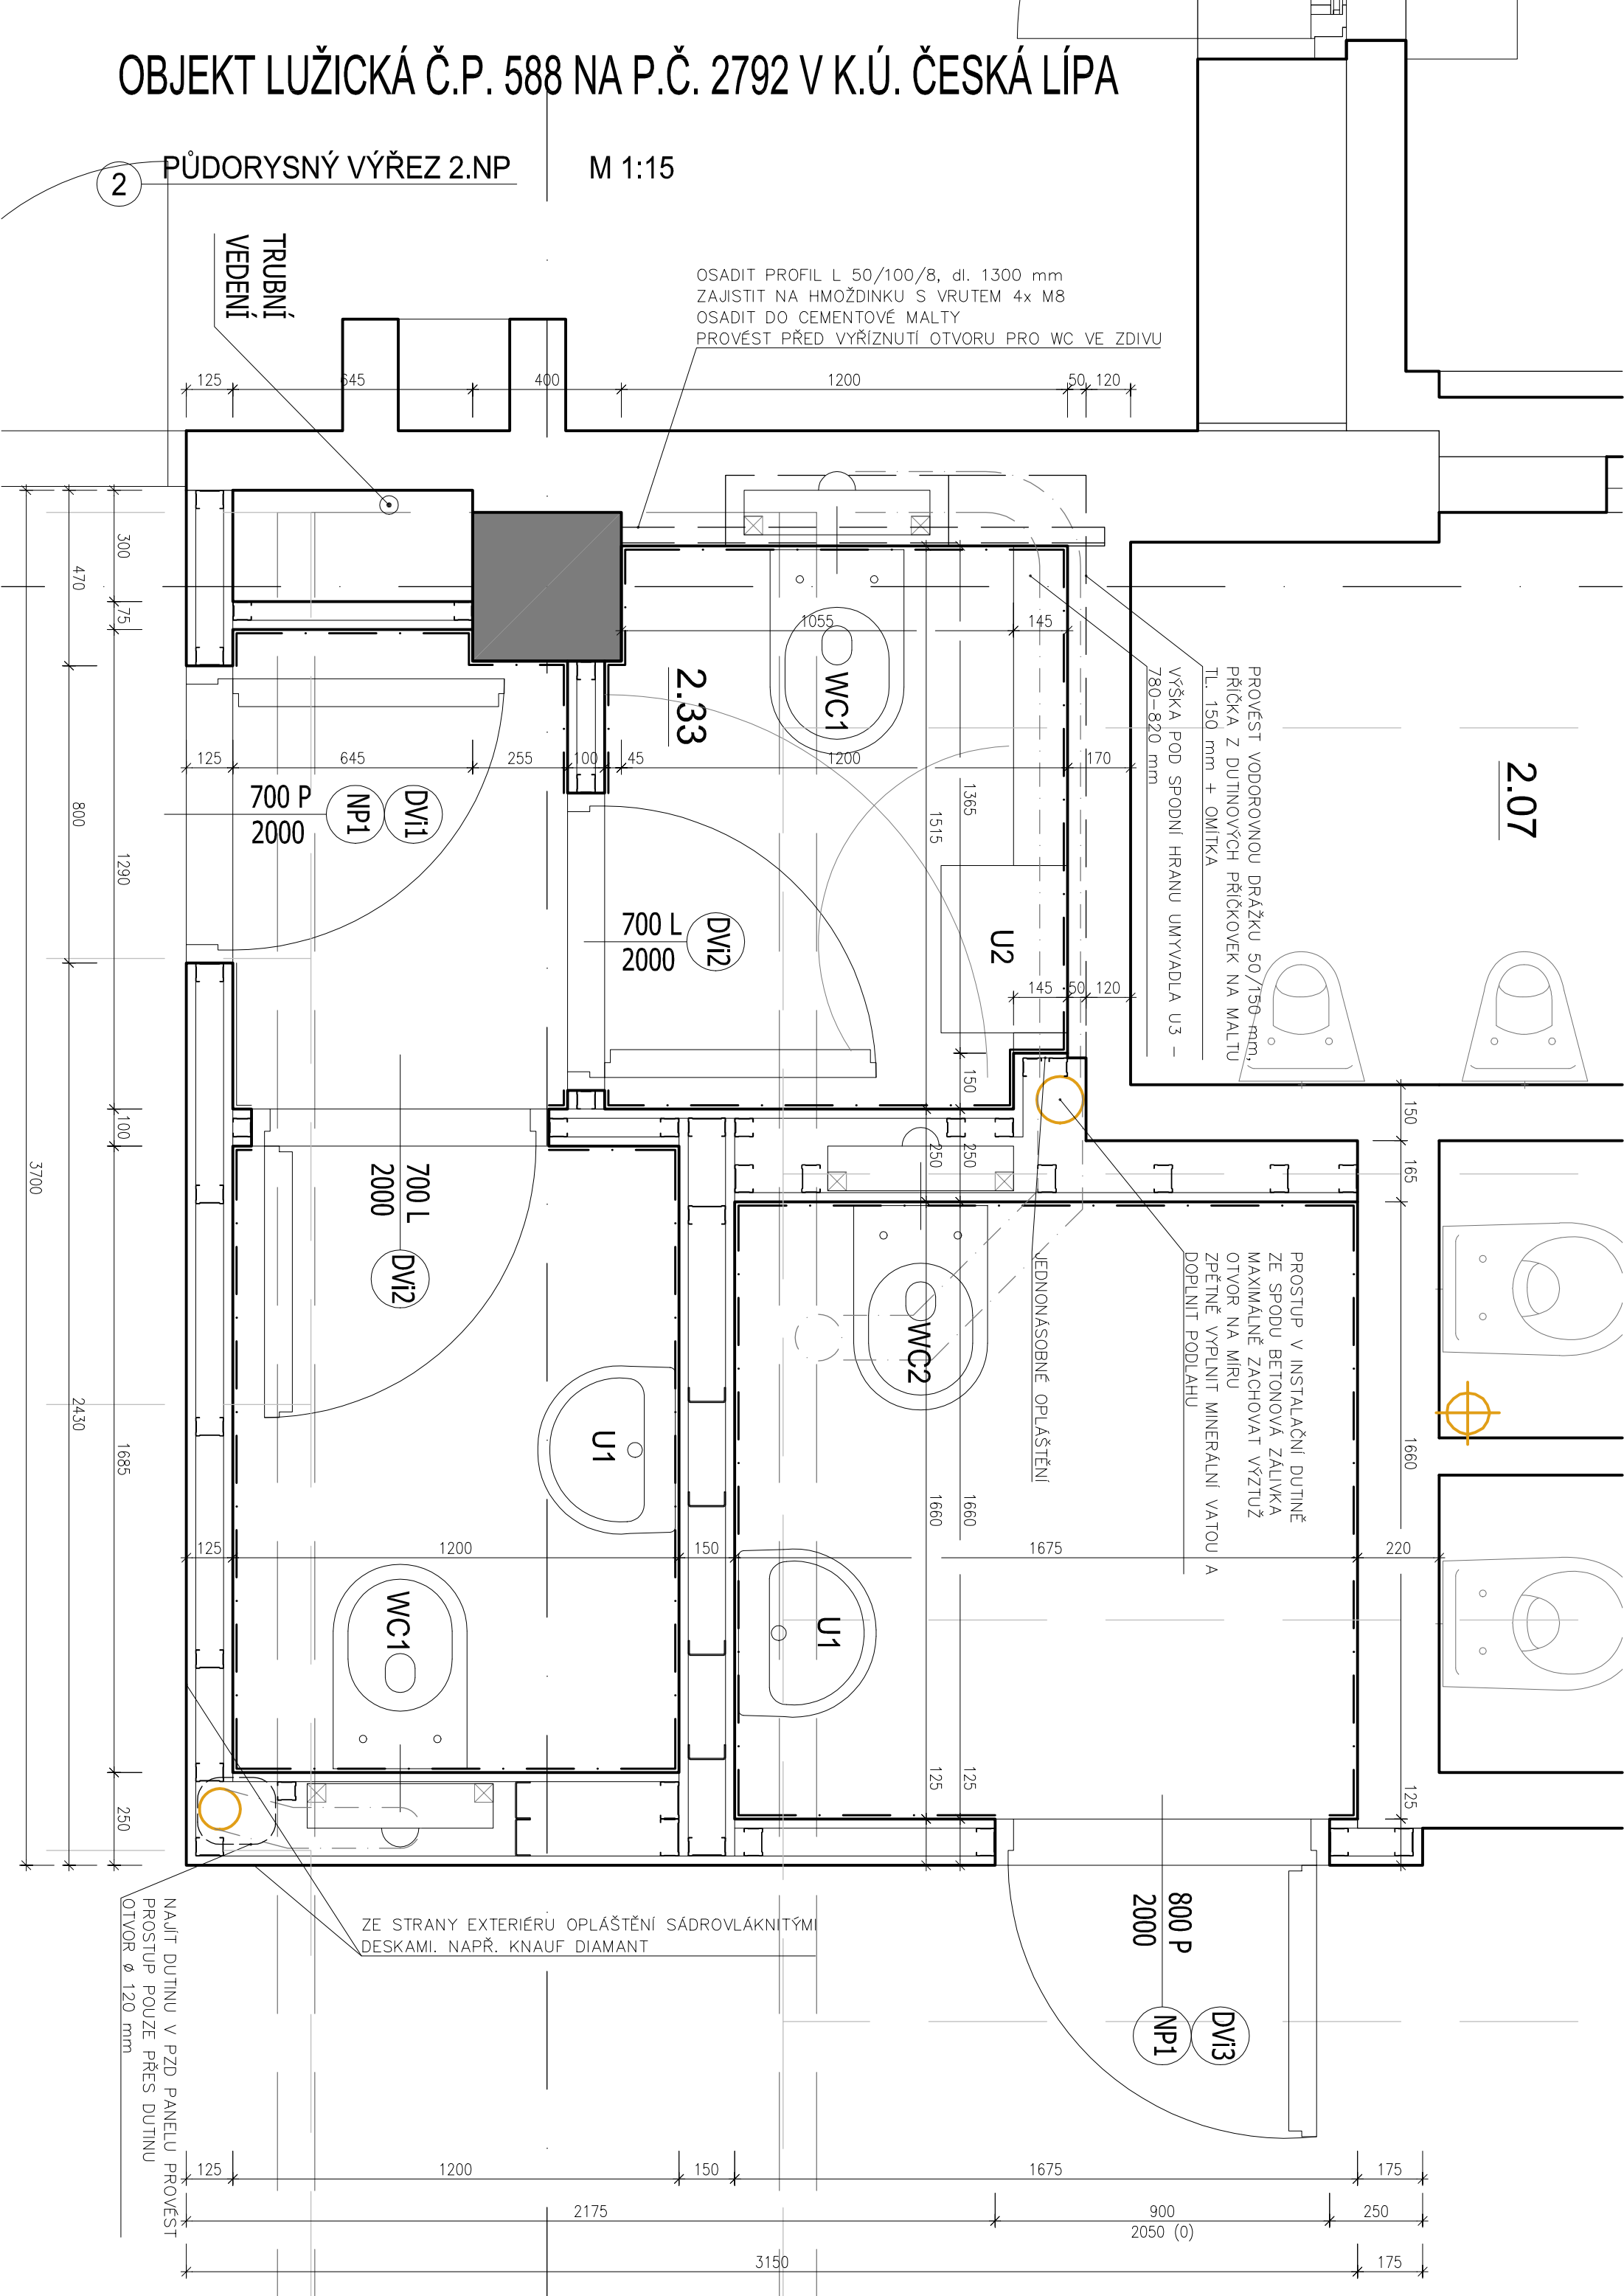 OBJEKT LUŽICKÁ Č.P. 588 NA P.Č. 2792 V K.Ú. ČESKÁ LÍPA
2
PŮDORYSNÝ VÝŘEZ 2.NP
M 1:15
TRUBNÍ
VEDENÍ
OSADIT PROFIL L 50/100/8, dl. 1300 mm
ZAJISTIT NA HMOŽDINKU S VRUTEM 4x M8
OSADIT DO CEMENTOVÉ MALTY
PROVÉST PŘED VYŘÍZNUTÍ OTVORU PRO WC VE ZDIVU
125
645
400
1200
50
120
300
75
470
800
1290
100
3700
2430
1685
250
1055
145
WC1
2.33
2.07
PROVÉST VODOROVNOU DRÁŽKU 50/150 mm,
PŘÍČKA Z DUTINOVÝCH PŘÍČKOVEK NA MALTU
TL. 150 mm + OMÍTKA
VÝŠKA POD SPODNÍ HRANU UMYVADLA U3 -
780-820 mm
125
645
255
100
45
1200
170
700 P
2000
NP1
DVi1
1365
1515
700 L
2000
DVi2
U2
145
50
120
150
250
250
150
165
700 L
2000
DVi2
WC2
JEDNONÁSOBNÉ OPLÁŠTĚNÍ
PROSTUP V INSTALAČNÍ DUTINĚ
ZE SPODU BETONOVÁ ZÁLIVKA
MAXIMÁLNĚ ZACHOVAT VÝZTUŽ
OTVOR NA MÍRU
ZPĚTNĚ VYPLNIT MINERÁLNÍ VATOU A
DOPLNIT PODLAHU
U1
1660
1660
1660
125
1200
150
1675
220
WC1
U1
125
125
125
800 P
2000
NP1
DVi3
ZE STRANY EXTERIÉRU OPLÁŠTĚNÍ SÁDROVLÁKNITÝMI
DESKAMI. NAPŘ. KNAUF DIAMANT
NAJÍT DUTINU V PZD PANELU PROVÉST
PROSTUP POUZE PŘES DUTINU
OTVOR Ø 120 mm
125
1200
150
1675
175
2175
900
2050 (0)
250
3150
175